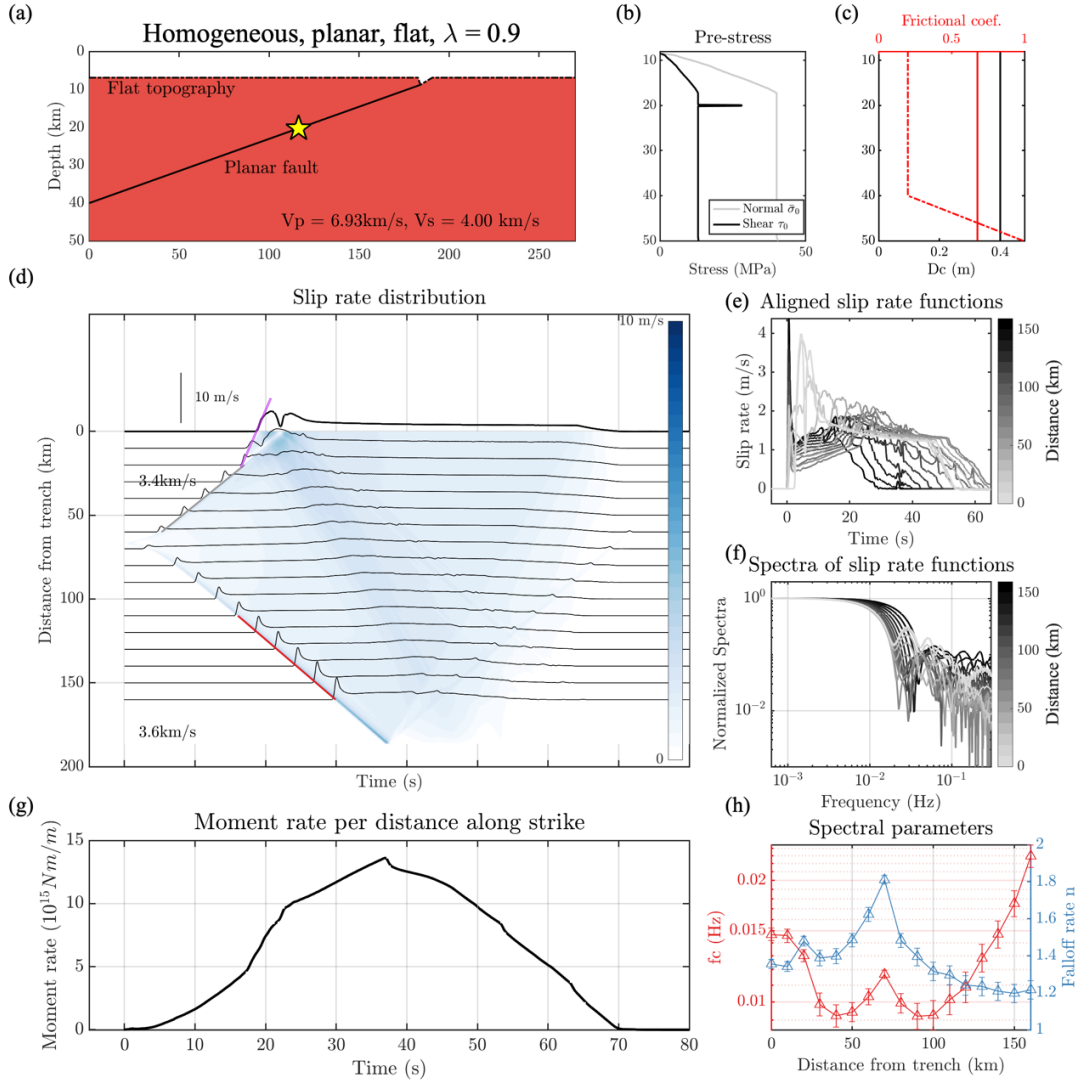 (a)
Homogeneous, planar, flat, λ = 0.9
0
10
20
30
40
50
Depth (km)
Flat topography
Planar fault
Vp = 6.93km/s, Vs = 4.00 km/s
0 50 100 150 200 250
(b)
Pre-stress
10
20
30
40
50
Normal σ̄₀
Shear τ₀
0 50
Stress (MPa)
(c)
Frictional coef.
0 0.5 1
10
20
30
40
50
0 0.2 0.4
Dc (m)
(d)
Slip rate distribution
10 m/s
10 m/s
0
50
100
150
200
Distance from trench (km)
3.4km/s
3.6km/s
0
Time (s)
(e)
Aligned slip rate functions
4
3
2
1
0
Slip rate (m/s)
0 20 40 60
Time (s)
150
100
50
0
Distance (km)
(f)
Spectra of slip rate functions
10⁰
10⁻²
Normalized Spectra
10⁻³ 10⁻² 10⁻¹
Frequency (Hz)
150
100
50
0
Distance (km)
(g)
Moment rate per distance along strike
15
10
5
0
Moment rate (10¹⁵Nm/m)
0 10 20 30 40 50 60 70 80
Time (s)
(h)
Spectral parameters
0.02
0.015
0.01
fc (Hz)
2
1.8
1.6
1.4
1.2
1
Falloff rate n
0 50 100 150
Distance from trench (km)